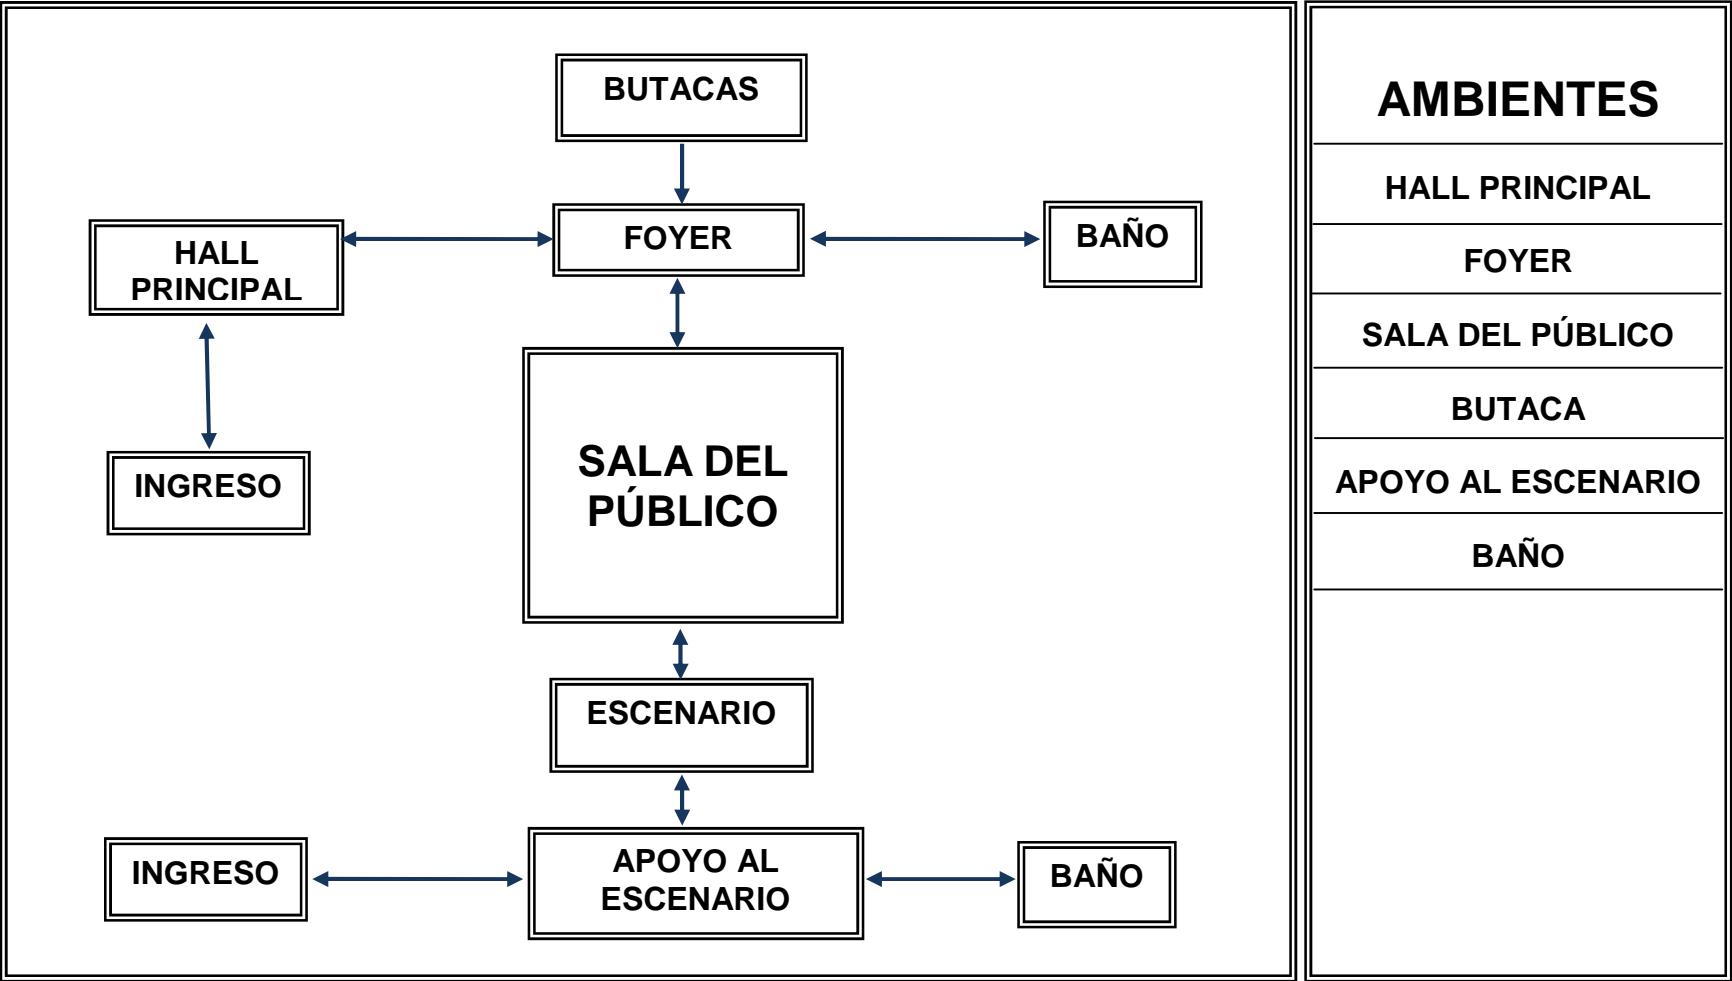 BUTACAS
HALL
PRINCIPAL
FOYER
BAÑO
INGRESO
SALA DEL
PÚBLICO
ESCENARIO
INGRESO
APOYO AL
ESCENARIO
BAÑO
AMBIENTES
HALL PRINCIPAL
FOYER
SALA DEL PÚBLICO
BUTACA
APOYO AL ESCENARIO
BAÑO